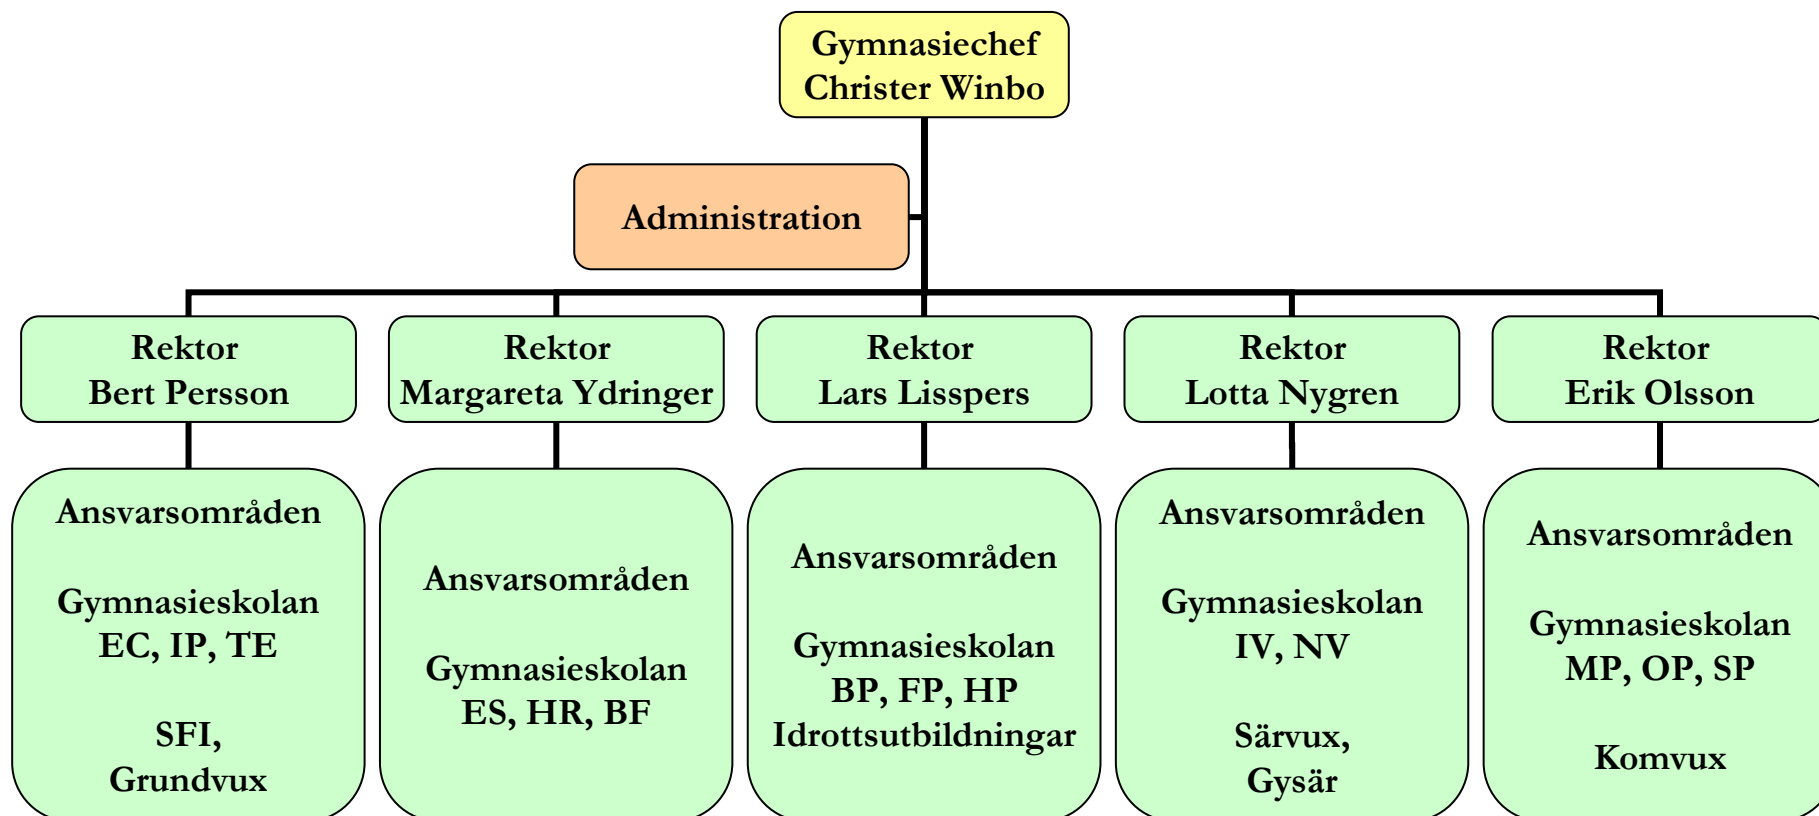 Gymnasiechef
Christer Winbo
Administration
Rektor
Bert Persson
Rektor
Margareta Ydringer
Rektor
Lars Lisspers
Rektor
Lotta Nygren
Rektor
Erik Olsson
Ansvarsområden
Gymnasieskolan
EC, IP, TE
SFI,
Grundvux
Ansvarsområden
Gymnasieskolan
ES, HR, BF
Ansvarsområden
Gymnasieskolan
BP, FP, HP
Idrottsutbildningar
Ansvarsområden
Gymnasieskolan
IV, NV
Särvux,
Gysär
Ansvarsområden
Gymnasieskolan
MP, OP, SP
Komvux